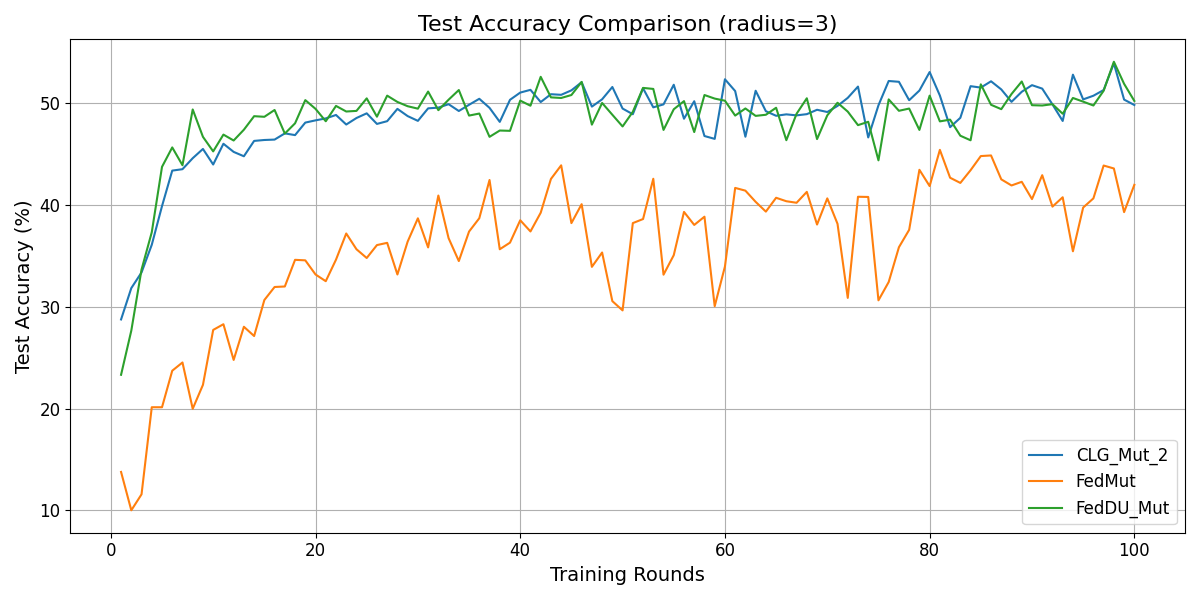 Test Accuracy Comparison (radius=3)
Test Accuracy (%)
50
40
30
20
10
0 20 40 60 80 100
Training Rounds
CLG_Mut_2
FedMut
FedDU_Mut